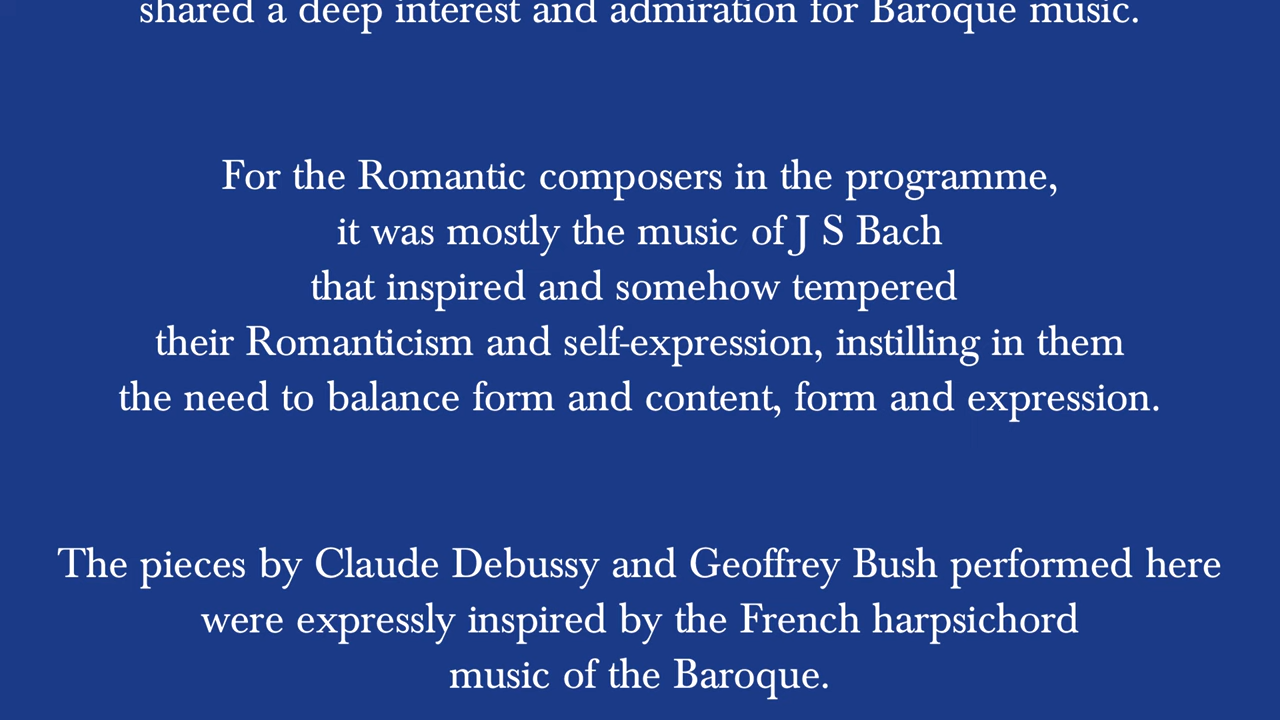 shared a deep interest and admiration for Baroque music.
For the Romantic composers in the programme,
it was mostly the music of J S Bach
that inspired and somehow tempered
their Romanticism and self-expression, instilling in them
the need to balance form and content, form and expression.
The pieces by Claude Debussy and Geoffrey Bush performed here
were expressly inspired by the French harpsichord
music of the Baroque.